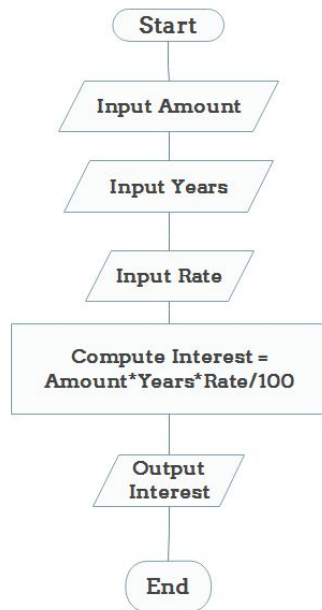 Start
Input Amount
Input Years
Input Rate
Compute Interest =
Amount*Years*Rate/100
Output
Interest
End